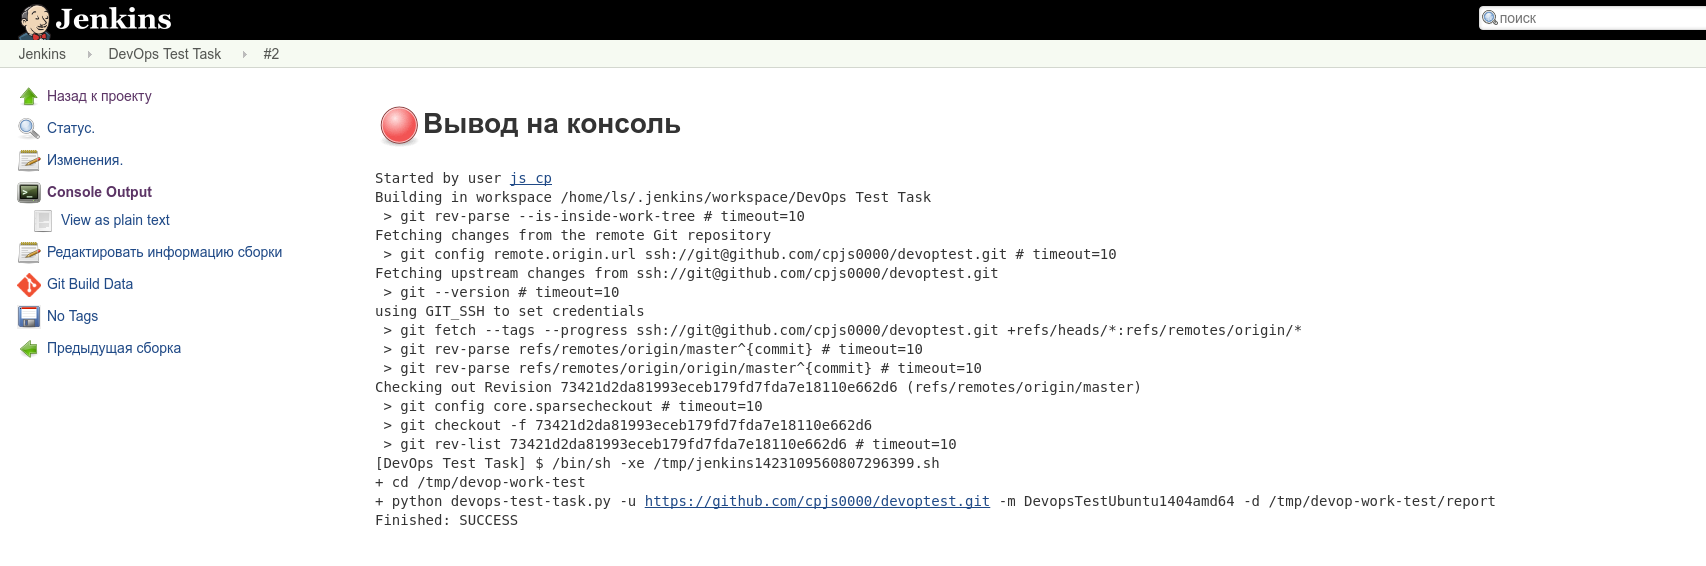 Jenkins
поиск
Jenkins DevOps Test Task #2
Назад к проекту
Статус.
Изменения.
Console Output
View as plain text
Редактировать информацию сборки
Git Build Data
No Tags
Предыдущая сборка
Вывод на консоль
Started by user js cp
Building in workspace /home/ls/.jenkins/workspace/DevOps Test Task
 > git rev-parse --is-inside-work-tree # timeout=10
Fetching changes from the remote Git repository
 > git config remote.origin.url ssh://git@github.com/cpjs0000/devoptest.git # timeout=10
Fetching upstream changes from ssh://git@github.com/cpjs0000/devoptest.git
 > git --version # timeout=10
using GIT_SSH to set credentials
 > git fetch --tags --progress ssh://git@github.com/cpjs0000/devoptest.git +refs/heads/*:refs/remotes/origin/*
 > git rev-parse refs/remotes/origin/master^{commit} # timeout=10
 > git rev-parse refs/remotes/origin/origin/master^{commit} # timeout=10
Checking out Revision 73421d2da81993eceb179fd7fda7e18110e662d6 (refs/remotes/origin/master)
 > git config core.sparsecheckout # timeout=10
 > git checkout -f 73421d2da81993eceb179fd7fda7e18110e662d6
 > git rev-list 73421d2da81993eceb179fd7fda7e18110e662d6 # timeout=10
[DevOps Test Task] $ /bin/sh -xe /tmp/jenkins1423109560807296399.sh
+ cd /tmp/devop-work-test
+ python devops-test-task.py -u https://github.com/cpjs0000/devoptest.git -m DevopsTestUbuntu1404amd64 -d /tmp/devop-work-test/report
Finished: SUCCESS